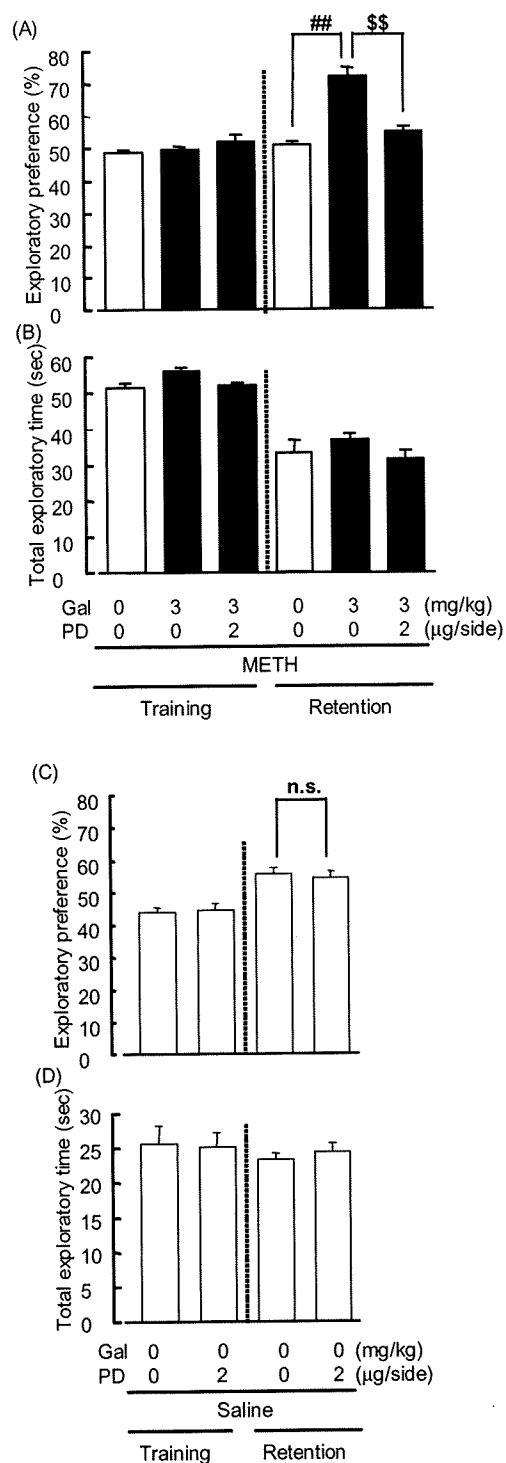 (A)
## $$
Exploratory preference (%)
80
70
60
50
40
30
20
10
0
(B)
Total exploratory time (sec)
60
50
40
30
20
10
0
Gal 0 3 3 0 3 3 (mg/kg)
PD 0 0 2 0 0 2 (μg/side)
METH
Training Retention
(C)
n.s.
Exploratory preference (%)
80
70
60
50
40
30
20
10
0
(D)
Total exploratory time (sec)
30
25
20
15
10
5
0
Gal 0 0 0 0 (mg/kg)
PD 0 2 0 2 (μg/side)
Saline
Training Retention